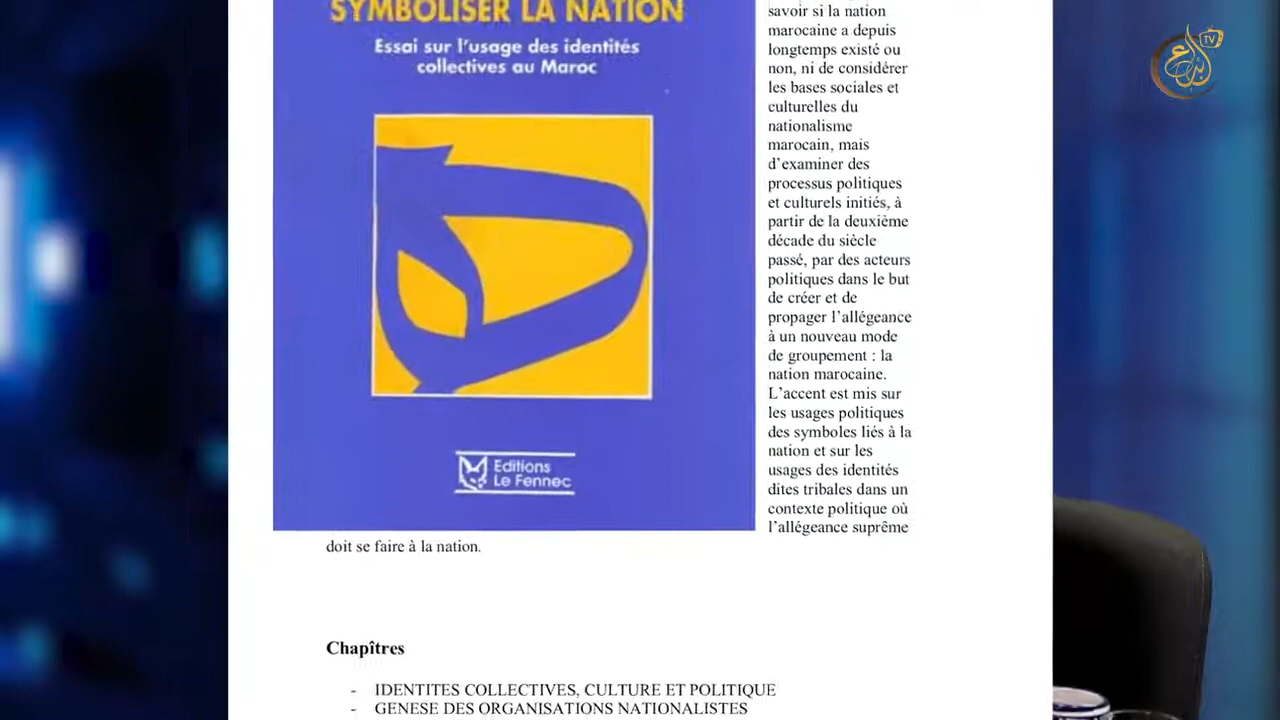 SYMBOLISER LA NATION
Essai sur l'usage des identités
collectives au Maroc
Editions
Le Fennec
savoir si la nation
marocaine a depuis
longtemps existé ou
non, ni de considérer
les bases sociales et
culturelles du
nationalisme
marocain, mais
d’examiner des
processus politiques
et culturels initiés, à
partir de la deuxième
décade du siècle
passé, par des acteurs
politiques dans le but
de créer et de
propager l’allégeance
à un nouveau mode
de groupement : la
nation marocaine.
L’accent est mis sur
les usages politiques
des symboles liés à la
nation et sur les
usages des identités
dites tribales dans un
contexte politique où
l’allégeance suprême
doit se faire à la nation.
Chapîtres
- IDENTITES COLLECTIVES, CULTURE ET POLITIQUE
- GENESE DES ORGANISATIONS NATIONALISTES
TV